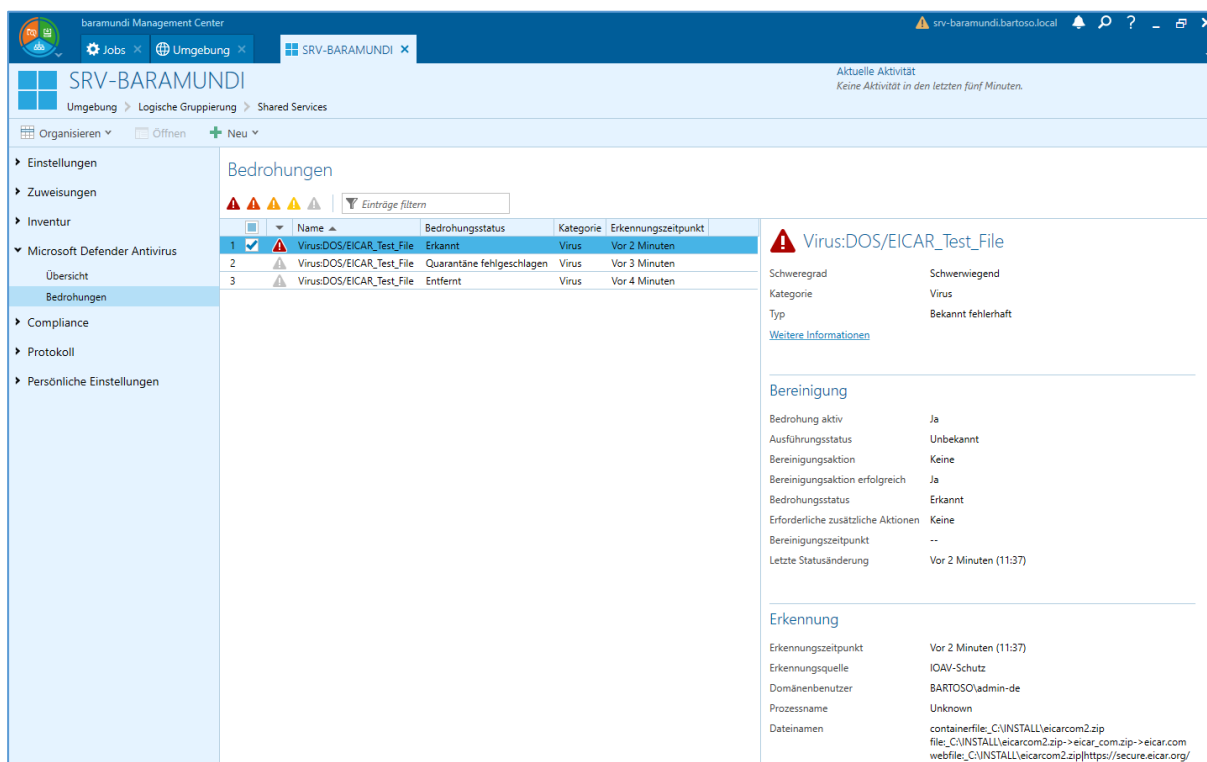 baramundi Management Center
srv-baramundi.bartoso.local
Jobs
Umgebung
SRV-BARAMUNDI
SRV-BARAMUNDI
Umgebung > Logische Gruppierung > Shared Services
Aktuelle Aktivität
Keine Aktivität in den letzten fünf Minuten.
Organisieren
Öffnen
Neu
Einstellungen
Zuweisungen
Inventur
Microsoft Defender Antivirus
Übersicht
Bedrohungen
Compliance
Protokoll
Persönliche Einstellungen
Bedrohungen
Einträge filtern
Name Bedrohungsstatus Kategorie Erkennungszeitpunkt
1 Virus:DOS/EICAR_Test_File Erkannt Virus Vor 2 Minuten
2 Virus:DOS/EICAR_Test_File Quarantäne fehlgeschlagen Virus Vor 3 Minuten
3 Virus:DOS/EICAR_Test_File Entfernt Virus Vor 4 Minuten
Virus:DOS/EICAR_Test_File
Schweregrad Schwerwiegend
Kategorie Virus
Typ Bekannt fehlerhaft
Weitere Informationen
Bereinigung
Bedrohung aktiv Ja
Ausführungsstatus Unbekannt
Bereinigungsaktion Keine
Bereinigungsaktion erfolgreich Ja
Bedrohungsstatus Erkannt
Erforderliche zusätzliche Aktionen Keine
Bereinigungszeitpunkt --
Letzte Statusänderung Vor 2 Minuten (11:37)
Erkennung
Erkennungszeitpunkt Vor 2 Minuten (11:37)
Erkennungsquelle IOAV-Schutz
Domänenbenutzer BARTOSO\admin-de
Prozessname Unknown
Dateinamen containerfile:_C:\INSTALL\eicarcom2.zip
file:_C:\INSTALL\eicarcom2.zip->eicar_com.zip->eicar.com
webfile:_C:\INSTALL\eicarcom2.zip|https://secure.eicar.org/